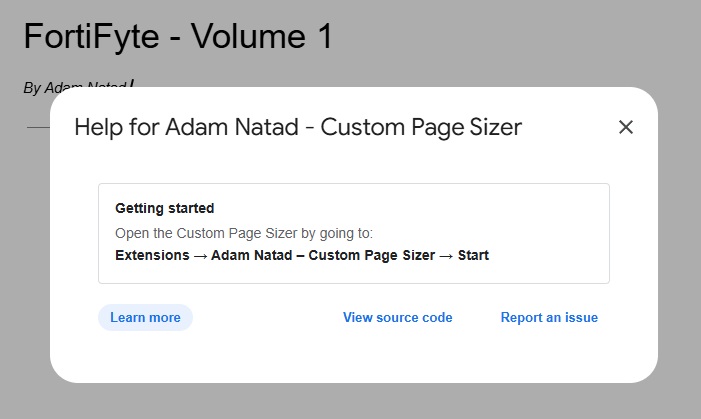 FortiFyte - Volume 1
By Adam Natad
Help for Adam Natad - Custom Page Sizer
Getting started
Open the Custom Page Sizer by going to:
Extensions → Adam Natad – Custom Page Sizer → Start
Learn more
View source code
Report an issue